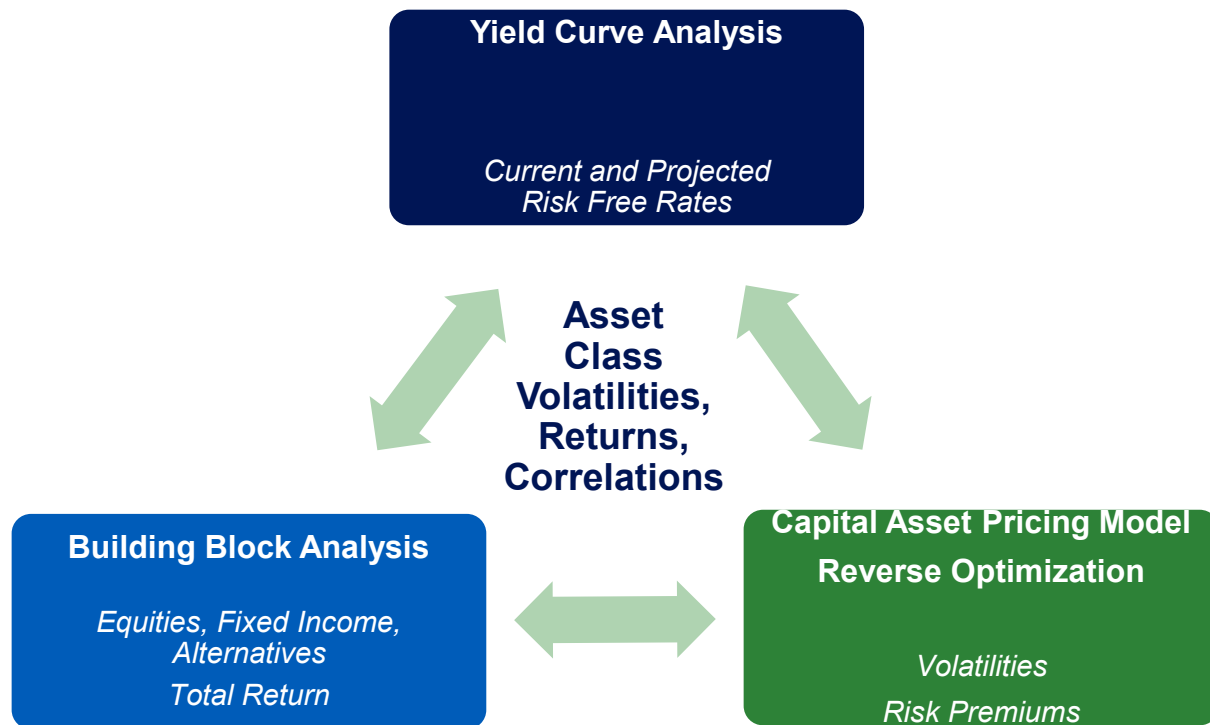 Yield Curve Analysis
Current and Projected
Risk Free Rates
Asset
Class
Volatilities,
Returns,
Correlations
Building Block Analysis
Equities, Fixed Income,
Alternatives
Total Return
Capital Asset Pricing Model
Reverse Optimization
Volatilities
Risk Premiums